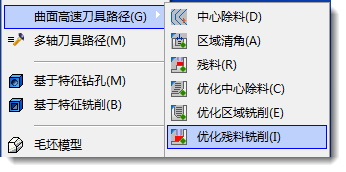 曲面高速刀具路径(G)
多轴刀具路径(M)
基于特征钻孔(M)
基于特征铣削(B)
毛坯模型
中心除料(D)
区域清角(A)
残料(R)
优化中心除料(C)
优化区域铣削(E)
优化残料铣削(I)